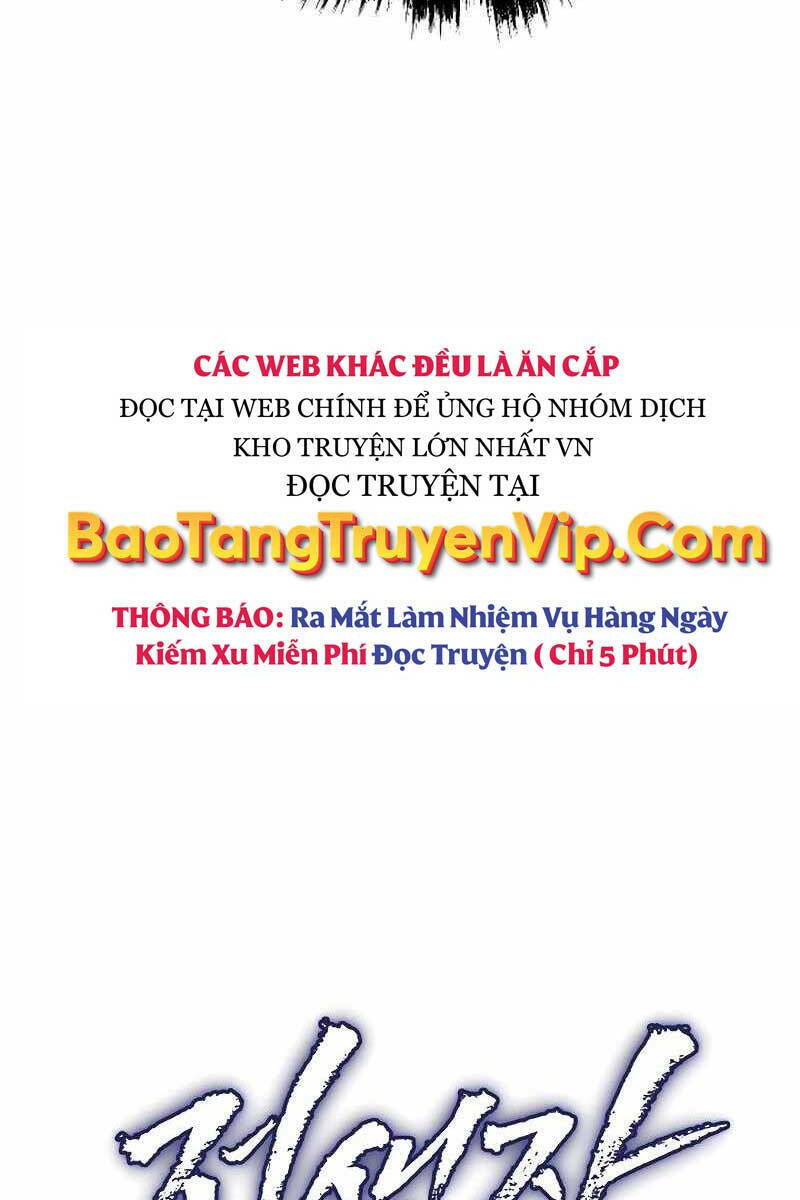 CÁC WEB KHÁC ĐỀU LÀ ĂN CẮP
ĐỌC TẠI WEB CHÍNH ĐỂ ỦNG HỘ NHÓM DỊCH
KHO TRUYỆN LỚN NHẤT VN
ĐỌC TRUYỆN TẠI
BaoTangTruyenVip.Com
THÔNG BÁO: Ra Mắt Làm Nhiệm Vụ Hàng Ngày
Kiếm Xu Miễn Phí Đọc Truyện ( Chỉ 5 Phút)